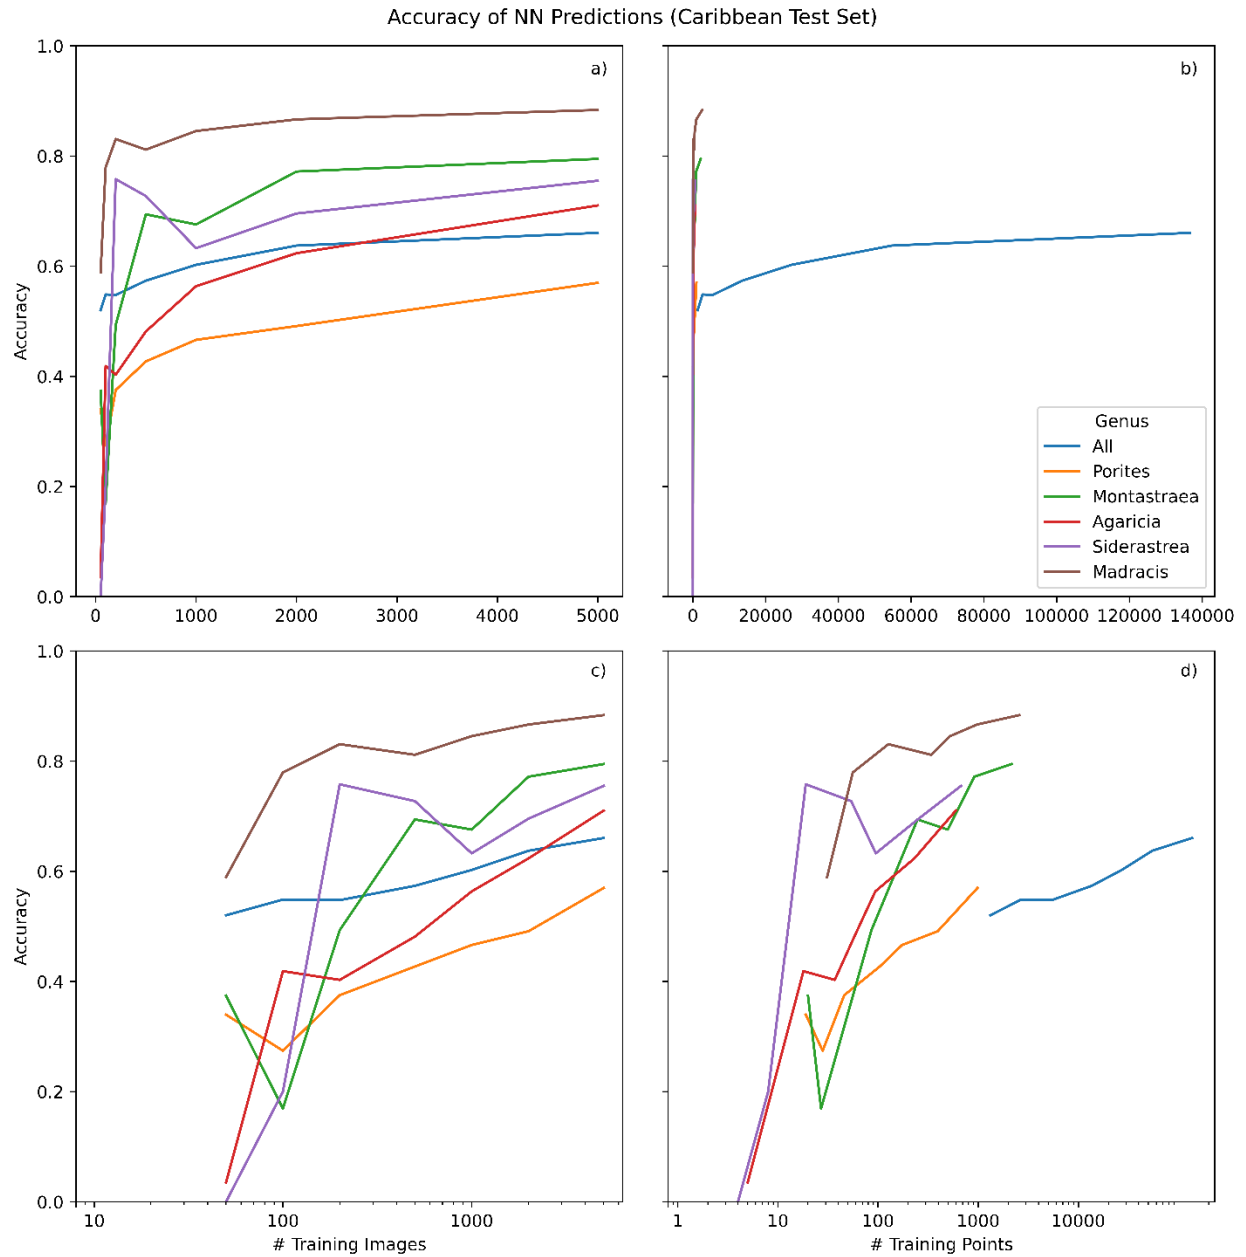 Accuracy of NN Predictions (Caribbean Test Set)
a)
b)
1.0
0.8
0.6
0.4
0.2
0.0
Accuracy
0 1000 2000 3000 4000 5000
0 20000 40000 60000 80000 100000 120000 140000
Genus
All
Porites
Montastraea
Agaricia
Siderastrea
Madracis
c)
d)
1.0
0.8
0.6
0.4
0.2
0.0
Accuracy
10 100 1000
# Training Images
1 10 100 1000 10000
# Training Points